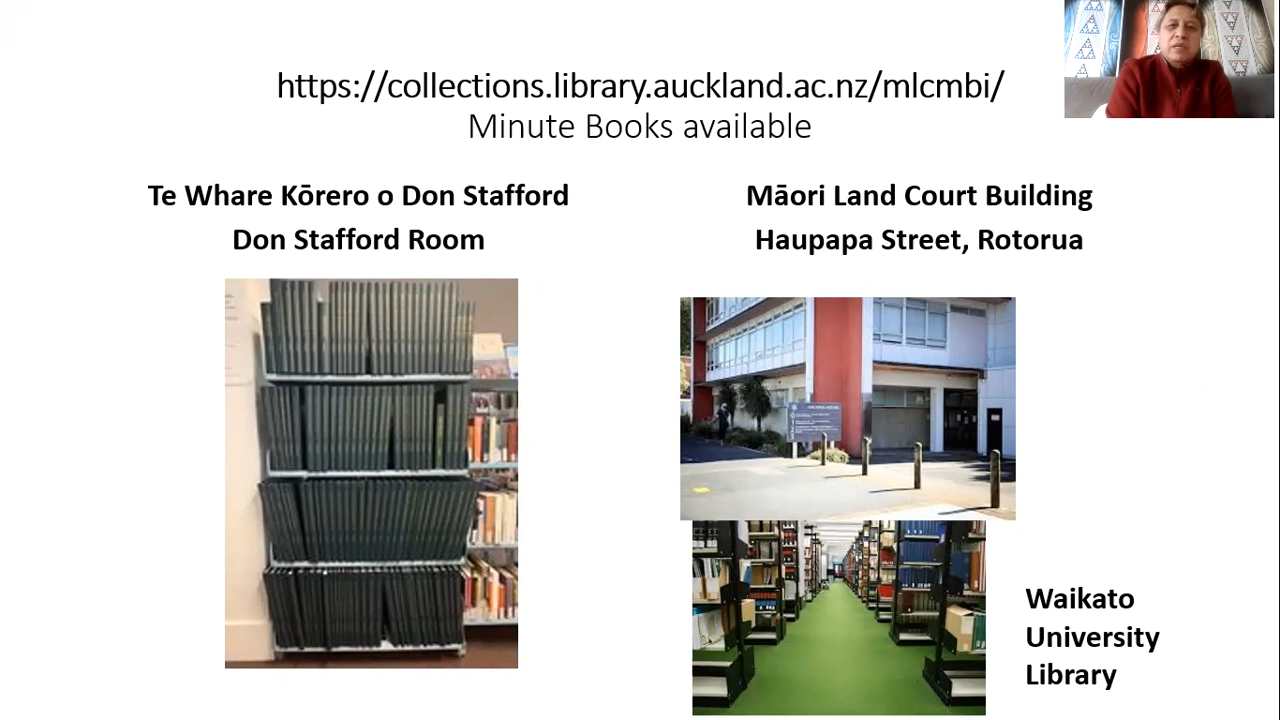 https://collections.library.auckland.ac.nz/mlcmbi/
Minute Books available
Te Whare Kōrero o Don Stafford
Don Stafford Room
Māori Land Court Building
Haupapa Street, Rotorua
Waikato
University
Library